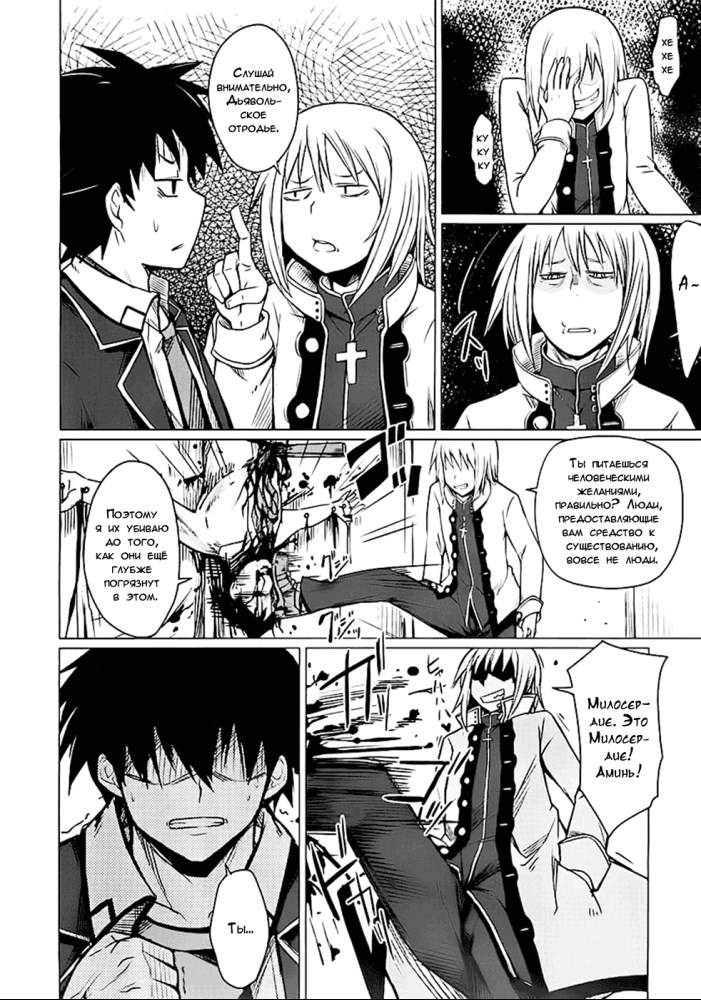 ХЕ
ХЕ
ХЕ
КУ
КУ
КУ
А~
СЛУШАЙ
ВНИМАТЕЛЬНО,
ДЬЯВОЛЬ-
СКОЕ
ОТРОДЬЕ.
スッ
ТЫ ПИТАЕШЬСЯ
ЧЕЛОВЕЧЕСКИМИ
ЖЕЛАНИЯМИ,
ПРАВИЛЬНО? ЛЮДИ,
ПРЕДОСТАВЛЯЮЩИЕ
ВАМ СРЕДСТВО К
СУЩЕСТВОВАНИЮ,
ВОВСЕ НЕ ЛЮДИ.
ПОЭТОМУ
Я ИХ УБИВАЮ
ДО ТОГО,
КАК ОНИ ЕЩЁ
ГЛУБЖЕ
ПОГРЯЗНУТ
В ЭТОМ.
МИЛОСЕР-
ДИЕ. ЭТО
МИЛОСЕР-
ДИЕ!
АМИНЬ!
ТЫ...